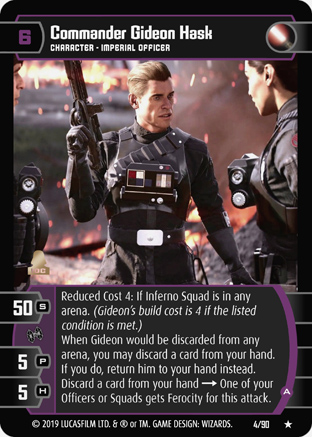 6
Commander Gideon Hask
CHARACTER • IMPERIAL OFFICER
50 S
5 P
5 H
Reduced Cost 4: If Inferno Squad is in any
arena. (Gideon's build cost is 4 if the listed
condition is met.)
When Gideon would be discarded from any
arena, you may discard a card from your hand.
If you do, return him to your hand instead.
Discard a card from your hand → One of your
Officers or Squads gets Ferocity for this attack.
A
© 2019 LUCASFILM LTD. & ® or TM. GAME DESIGN: WIZARDS. 4/90 ★